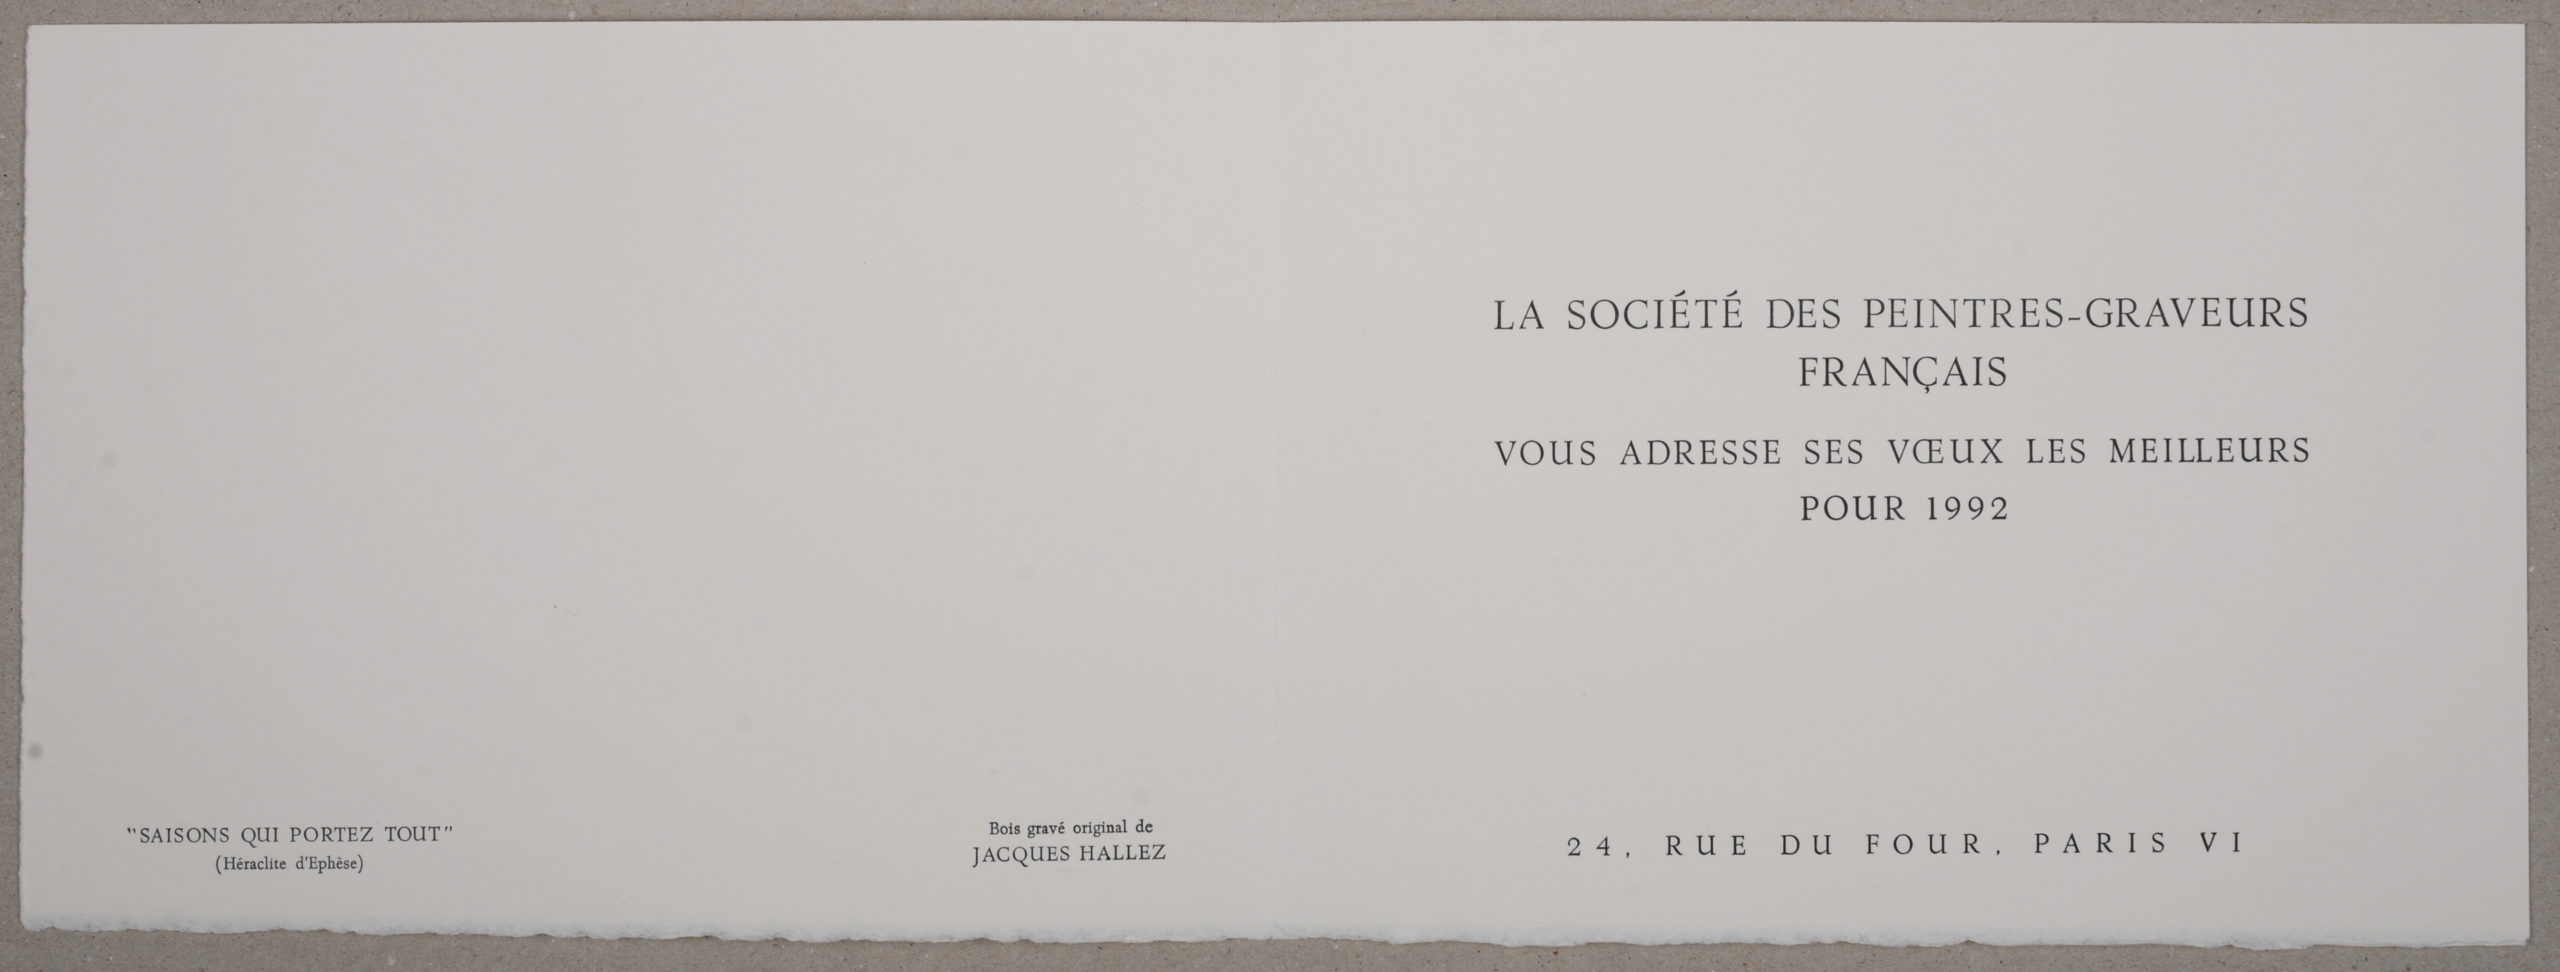 "SAISONS QUI PORTEZ TOUT"
(Héraclite d'Ephèse)
Bois gravé original de
JACQUES HALLEZ
LA SOCIÉTÉ DES PEINTRES-GRAVEURS
FRANÇAIS
VOUS ADRESSE SES VŒUX LES MEILLEURS
POUR 1992
24, RUE DU FOUR, PARIS VI